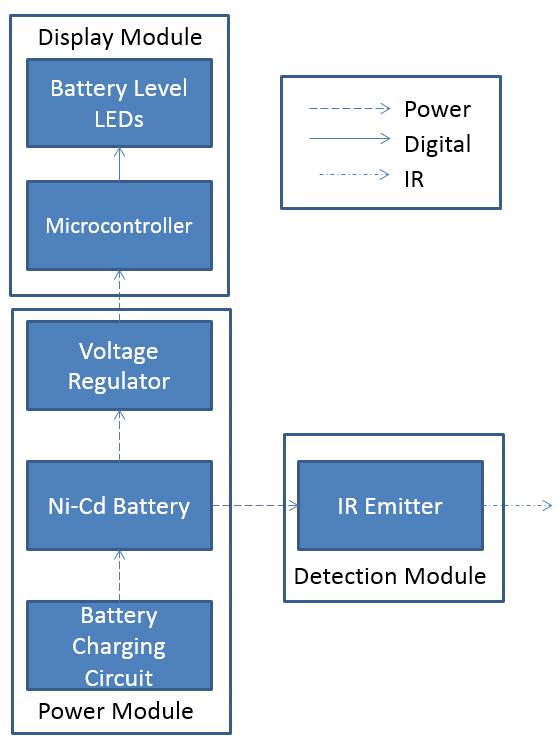 Display Module
Battery Level
LEDs
Microcontroller
Power
Digital
IR
Voltage
Regulator
Ni-Cd Battery
IR Emitter
Detection Module
Battery
Charging
Circuit
Power Module